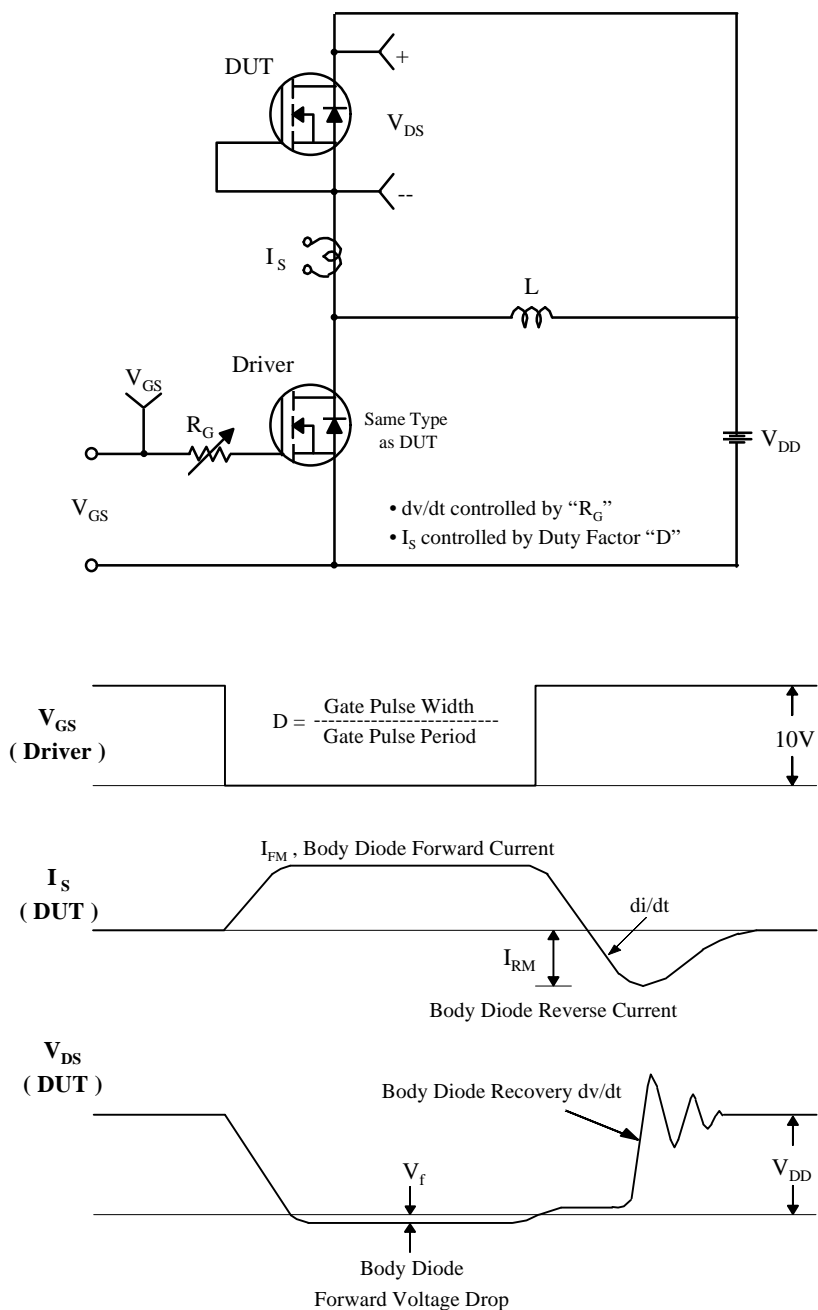 DUT
+
V_DS
--
I_S
L
Driver
V_GS
R_G
Same Type
as DUT
V_DD
V_GS
• dv/dt controlled by “R_G”
• I_S controlled by Duty Factor “D”
V_GS
( Driver )
D = Gate Pulse Width
--------------------------
Gate Pulse Period
10V
I_FM , Body Diode Forward Current
I_S
( DUT )
di/dt
I_RM
Body Diode Reverse Current
V_DS
( DUT )
Body Diode Recovery dv/dt
V_f
V_DD
Body Diode
Forward Voltage Drop